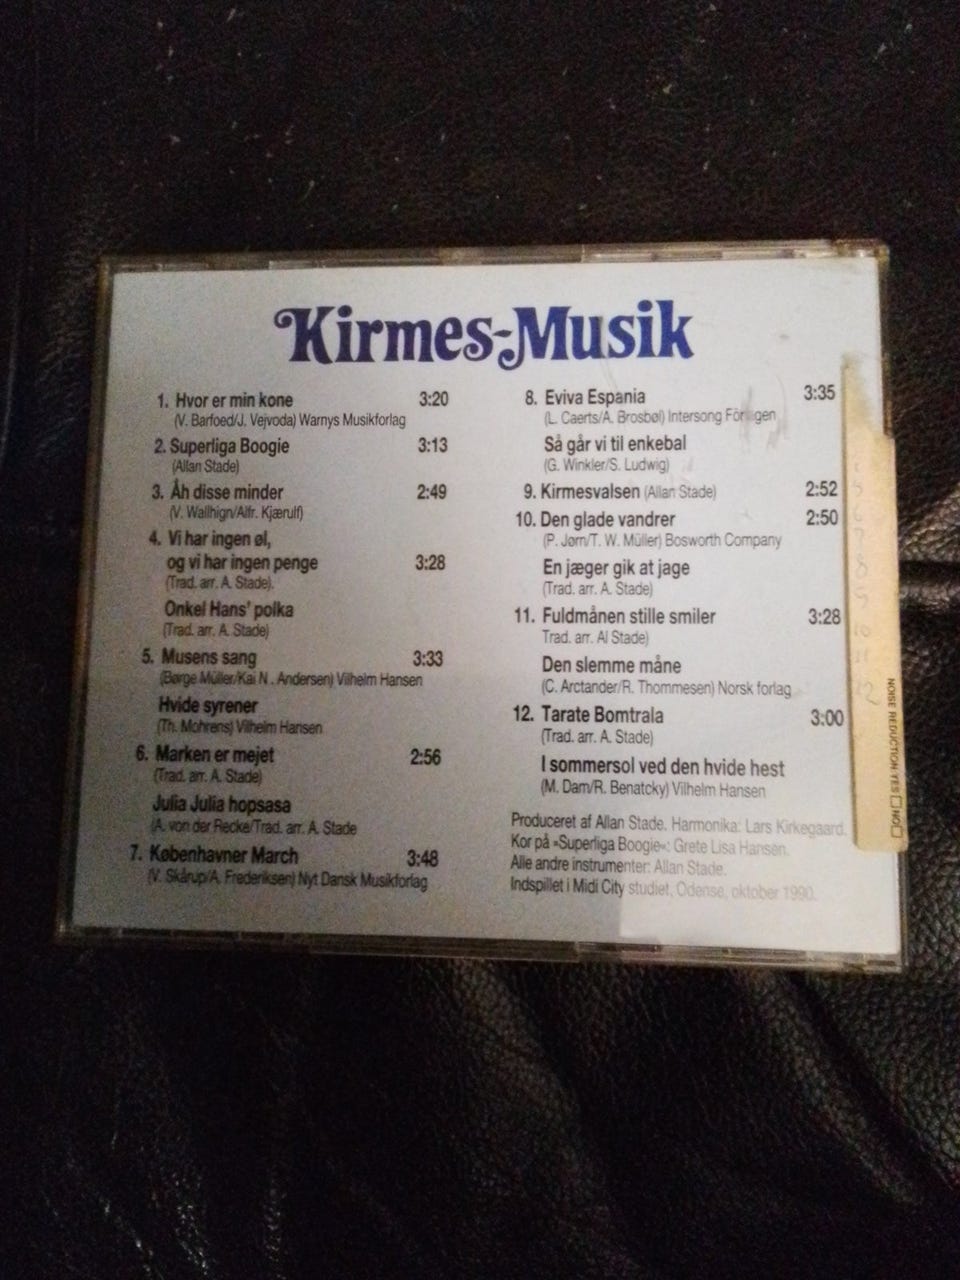 Kirmes-Musik
1. Hvor er min kone 3:20
(V. Barfoed/J. Vejvoda) Warnys Musikforlag
2. Superliga Boogie 3:13
(Allan Stade)
3. Åh disse minder 2:49
(V. Wallhign/Alfr. Kjærulf)
4. Vi har ingen øl,
og vi har ingen penge 3:28
(Trad. arr. A. Stade).
Onkel Hans' polka
(Trad. arr. A. Stade)
5. Musens sang 3:33
(Børge Müller/Kai N. Andersen) Vilhelm Hansen
Hvide syrener
(Th. Mohrens) Vilhelm Hansen
6. Marken er mejet 2:56
(Trad. arr. A. Stade)
Julia Julia hopsasa
(A. von der Recke/Trad. arr. A. Stade
7. Københavner March 3:48
(V. Skårup/A. Frederiksen) Nyt Dansk Musikforlag
8. Eviva Espania 3:35
(L. Caerts/A. Brosbøl) Intersong
Så går vi til enkebal
(G. Winkler/S. Ludwig)
9. Kirmesvalsen (Allan Stade) 2:52
10. Den glade vandrer 2:50
(P. Jørn/T. W. Müller) Bosworth Company
En jæger gik at jage
(Trad. arr. A. Stade)
11. Fuldmånen stille smiler 3:28
Trad. arr. Al Stade)
Den slemme måne
(C. Arctander/R. Thommesen) Norsk forlag
12. Tarate Bomtrala 3:00
(Trad. arr. A. Stade)
I sommersol ved den hvide hest
(M. Dam/R. Benatcky) Vilhelm Hansen
Produceret af Allan Stade. Harmonika: Lars Kirkegaard.
Kor på »Superliga Boogie«: Grete Lisa Hansen.
Alle andre instrumenter: Allan Stade.
Indspillet i Midi City studiet, Odense, oktober 1990.
NOISE REDUCTION YES NO
8
9
10
11
12